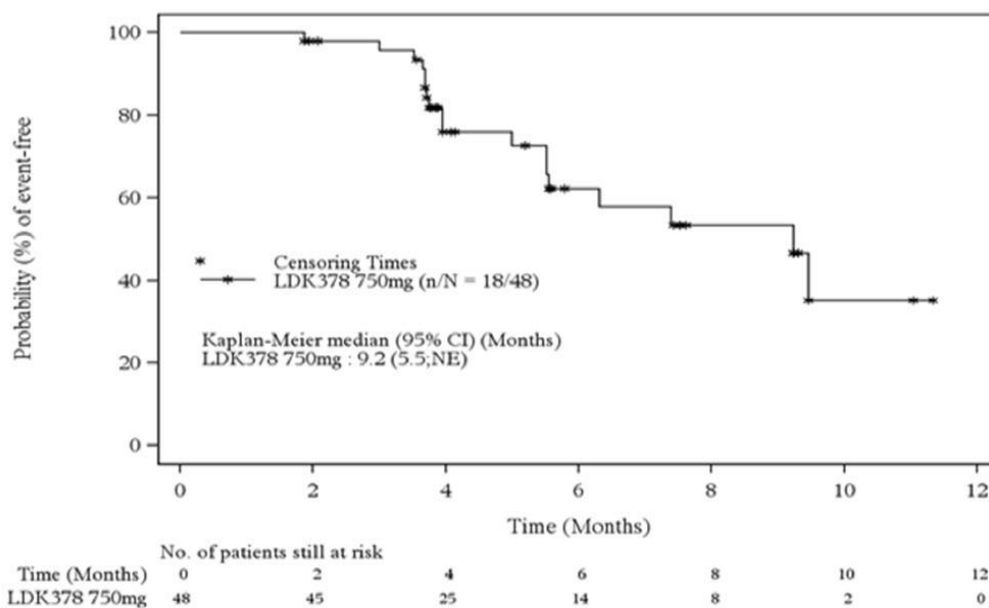 100
80
60
40
20
0
Probability (%) of event-free
* Censoring Times
LDK378 750mg (n/N = 18/48)
Kaplan-Meier median (95% CI) (Months)
LDK378 750mg : 9.2 (5.5;NE)
0 2 4 6 8 10 12
Time (Months)
No. of patients still at risk
Time (Months) 0 2 4 6 8 10 12
LDK378 750mg 48 45 25 14 8 2 0